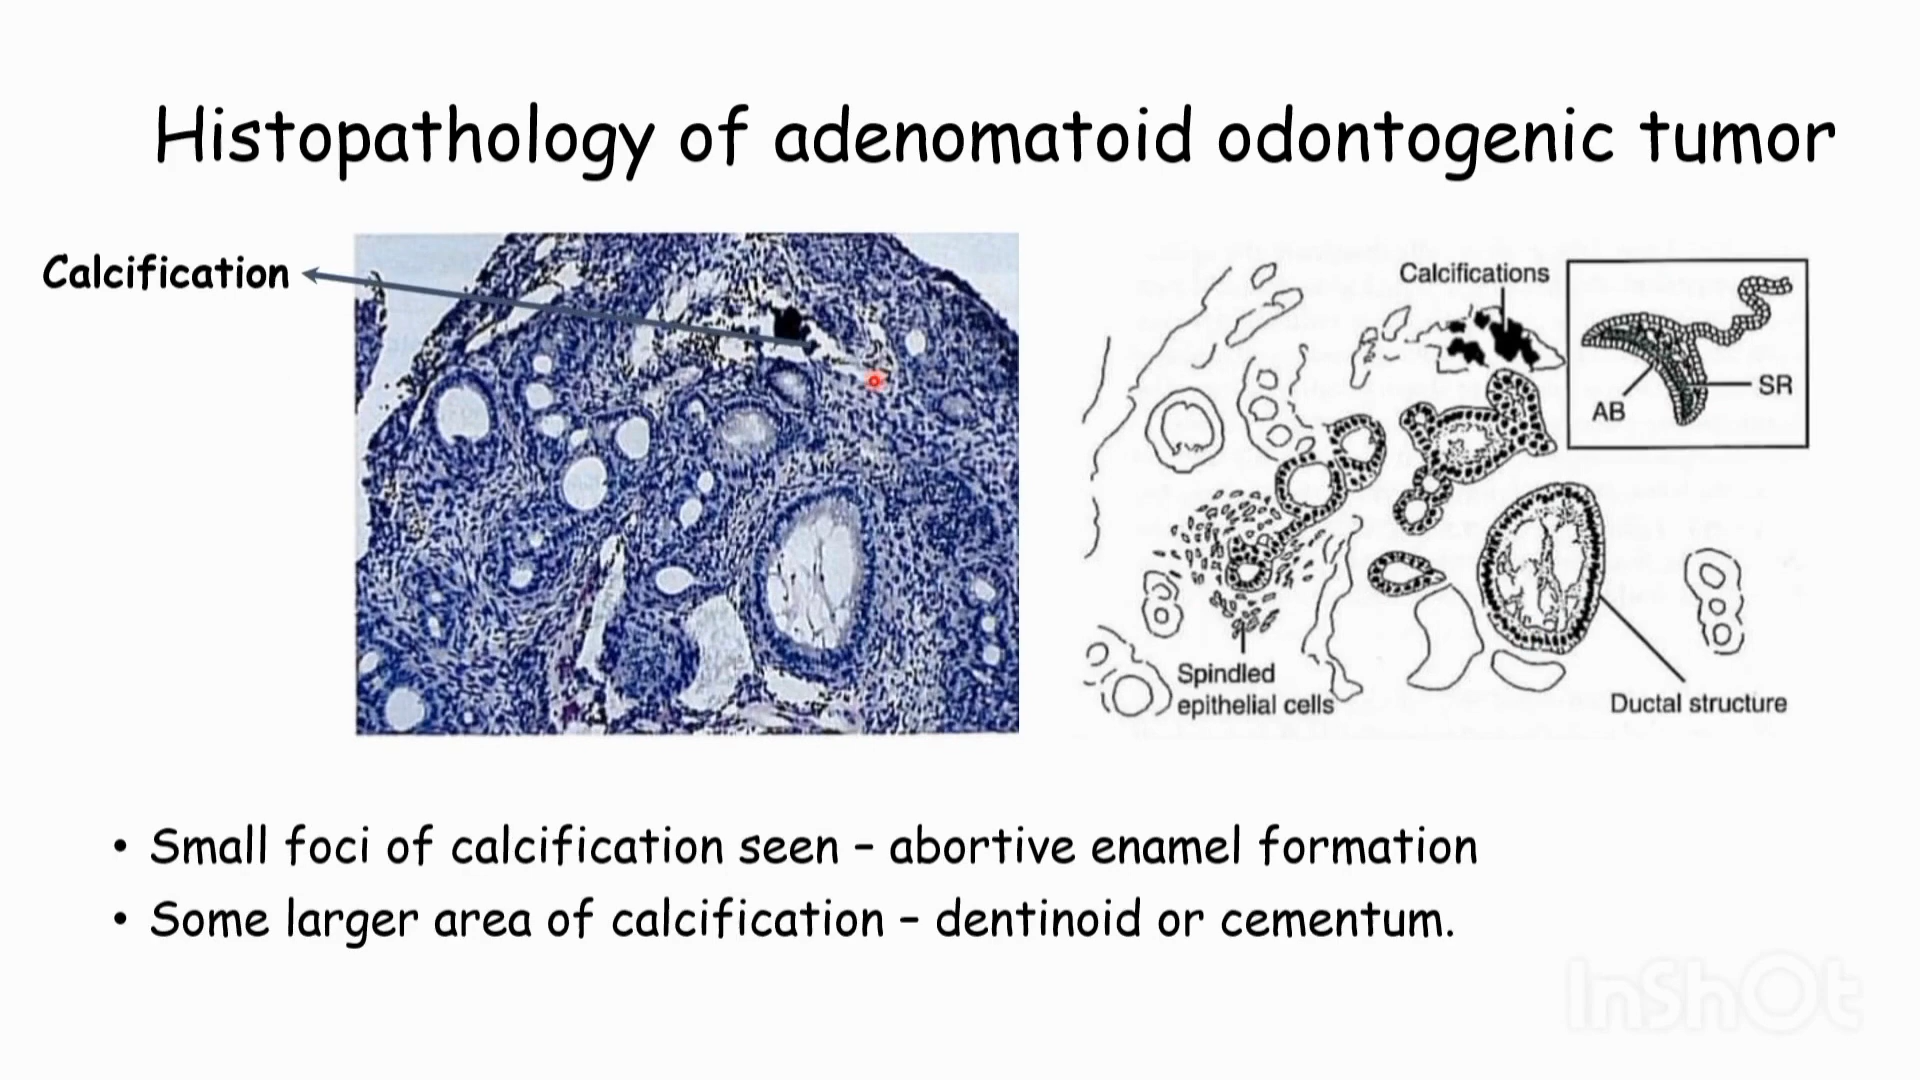 Histopathology of adenomatoid odontogenic tumor
Calcification
Calcifications
AB
SR
Spindled
epithelial cells
Ductal structure
• Small foci of calcification seen – abortive enamel formation
• Some larger area of calcification – dentinoid or cementum.
InShOt